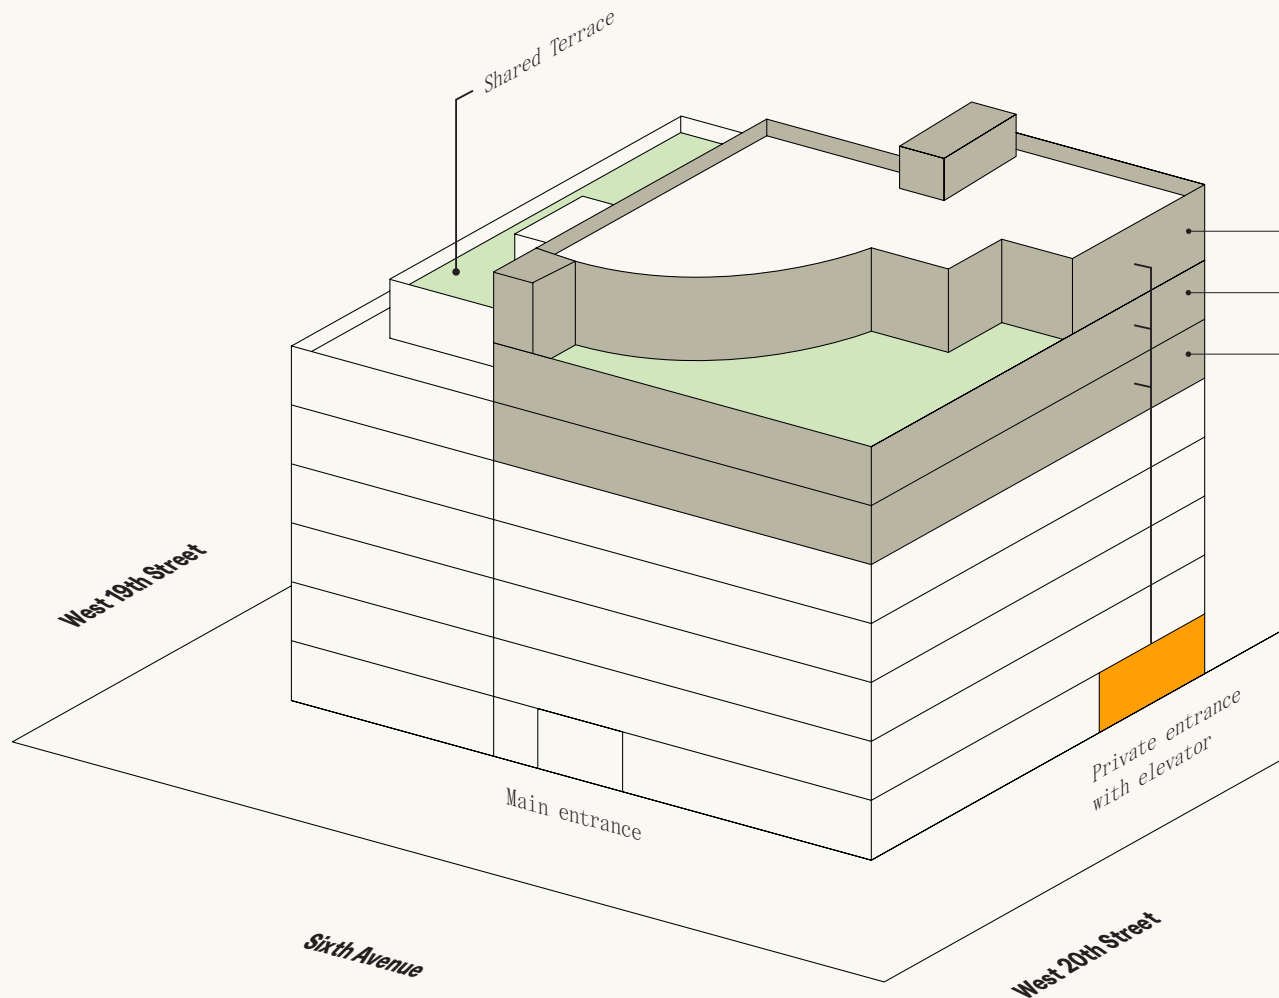 Shared Terrace
West 19th Street
Private entrance
with elevator
Main entrance
Sixth Avenue
West 20th Street